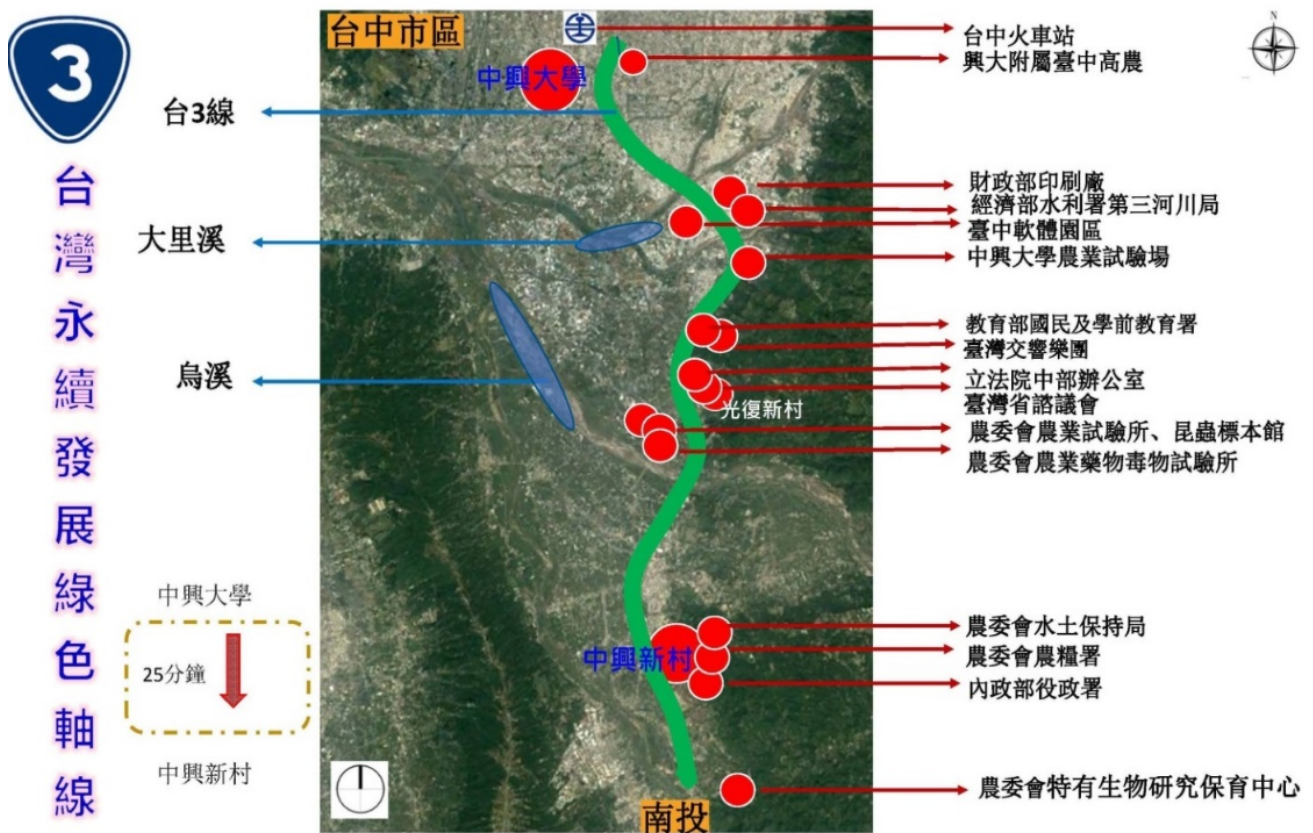 3
台灣永續發展綠色軸線
台3線
大里溪
烏溪
中興大學
25分鐘
中興新村
台中市區
中興大學
光復新村
中興新村
南投
N
台中火車站
興大附屬臺中高農
財政部印刷廠
經濟部水利署第三河川局
臺中軟體園區
中興大學農業試驗場
教育部國民及學前教育署
臺灣交響樂團
立法院中部辦公室
臺灣省諮議會
農委會農業試驗所、昆蟲標本館
農委會農業藥物毒物試驗所
農委會水土保持局
農委會農糧署
內政部役政署
農委會特有生物研究保育中心